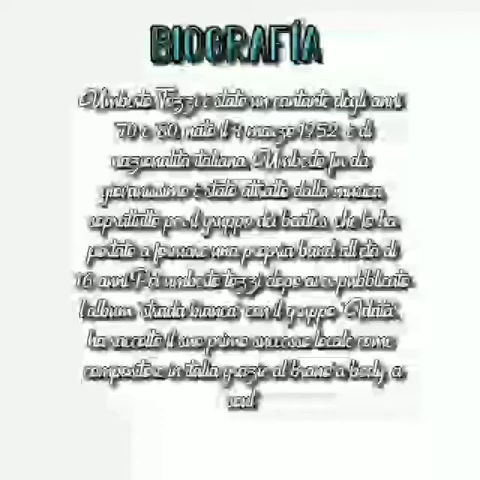 BIOGRAFÍA
Umberto Tozzi è stato un cantante degli anni
70 e '80, nato il 4 marzo 1952, è di
nazionalità italiana. Umberto fin da
giovanissimo è stato attratto dalla musica
soprattutto per il gruppo dei beatles, che lo ha
portato a formare una propria band all'età di
16 anni. umberto tozzi dopo aver pubblicato
l'album "strada bianca" con il gruppo "Data",
ha raccolto il suo primo successo locale come
compositore in italia grazie al brano a body, a
soul.